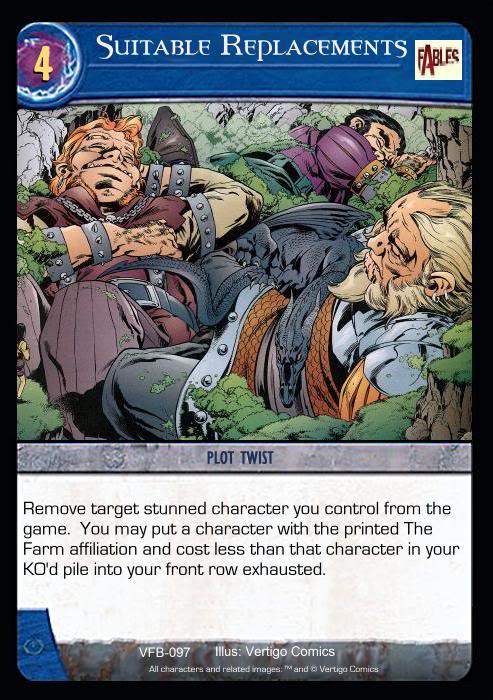 4
SUITABLE REPLACEMENTS
FABLES
PLOT TWIST
Remove target stunned character you control from the
game. You may put a character with the printed The
Farm affiliation and cost less than that character in your
KO'd pile into your front row exhausted.
VFB-097 Illus: Vertigo Comics
All characters and related images: ™ and © Vertigo Comics